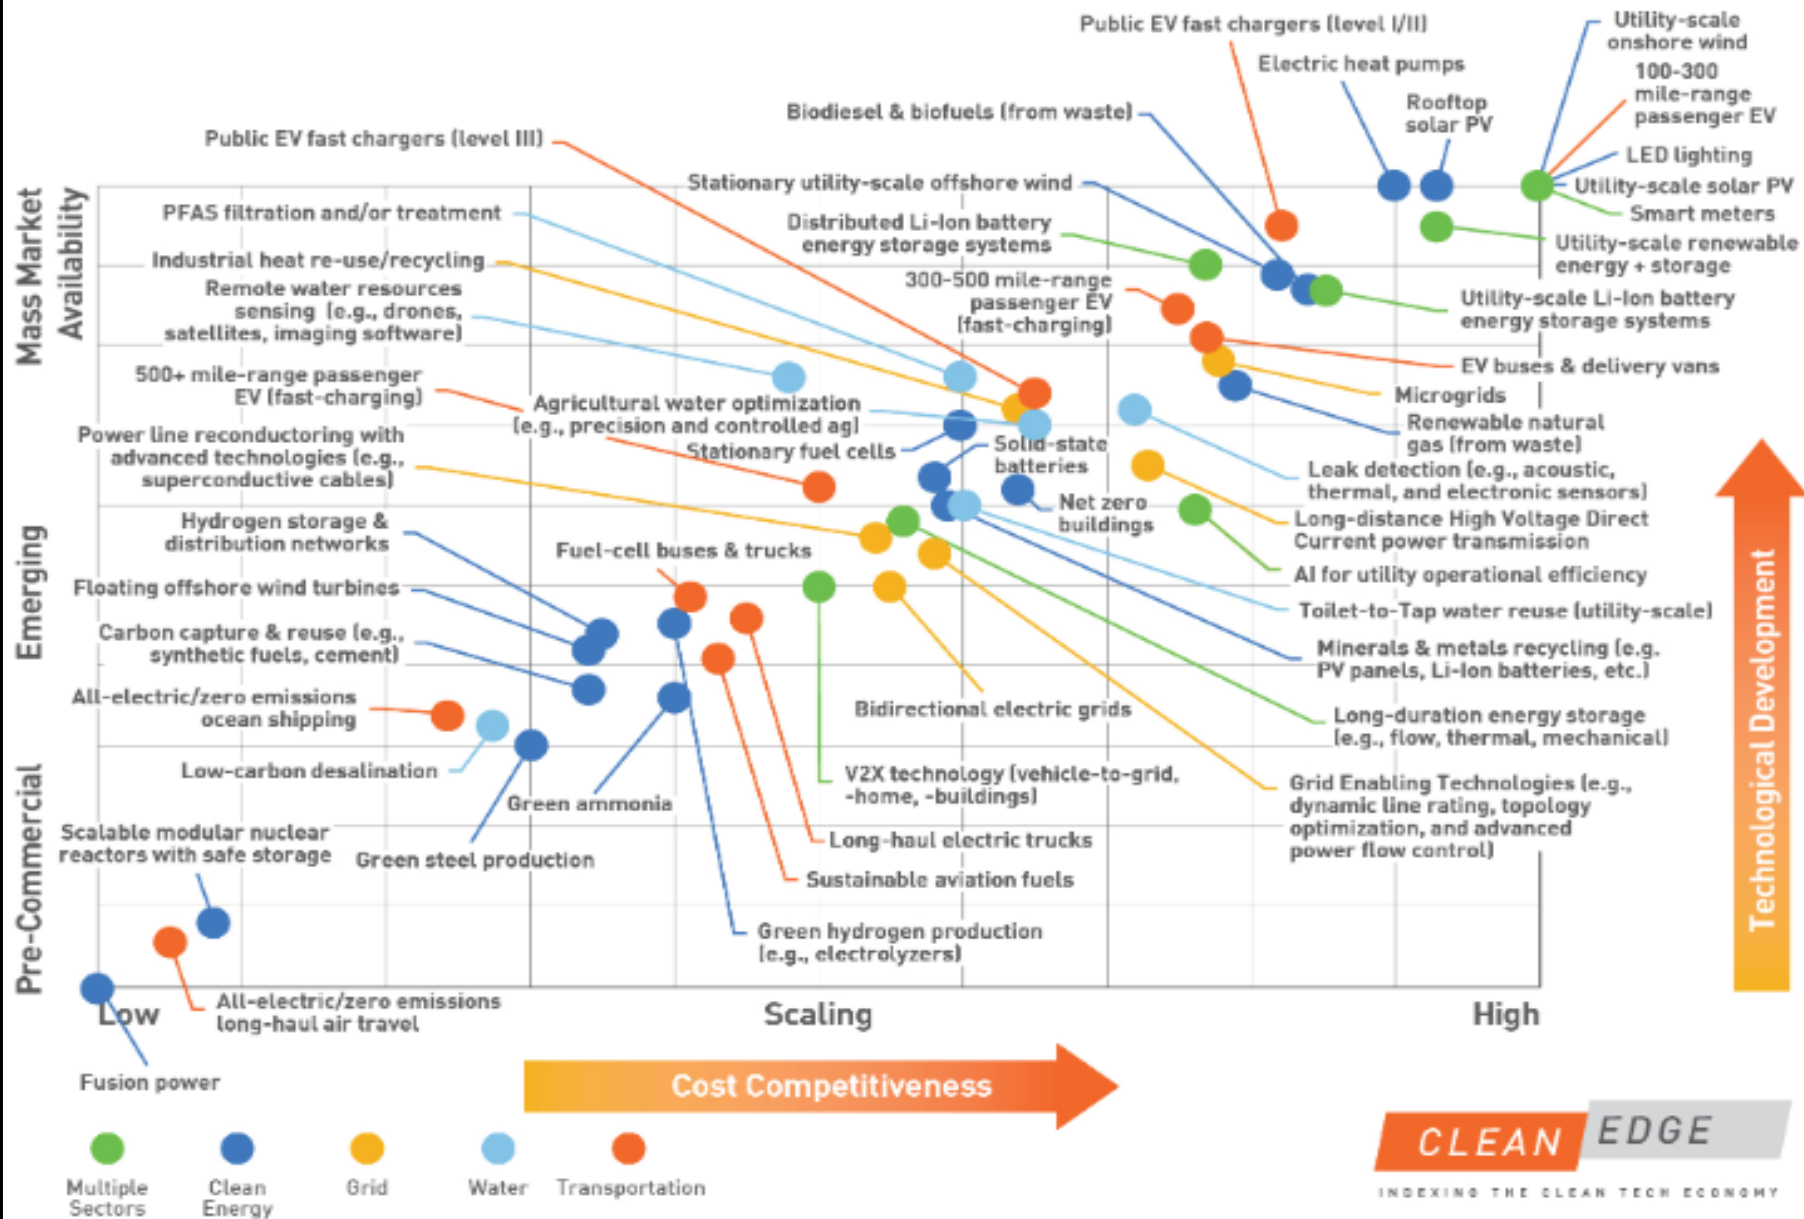 Public EV fast chargers (level I/II)
Utility-scale
onshore wind
Electric heat pumps
100-300
mile-range
passenger EV
Rooftop
solar PV
Biodiesel & biofuels (from waste)
Public EV fast chargers (level III)
LED lighting
Stationary utility-scale offshore wind
Utility-scale solar PV
PFAS filtration and/or treatment
Smart meters
Distributed Li-Ion battery
energy storage systems
Utility-scale renewable
energy + storage
Industrial heat re-use/recycling
300-500 mile-range
passenger EV
(fast-charging)
Remote water resources
sensing (e.g., drones,
satellites, imaging software)
Utility-scale Li-Ion battery
energy storage systems
EV buses & delivery vans
500+ mile-range passenger
EV (fast-charging)
Microgrids
Agricultural water optimization
(e.g., precision and controlled ag)
Renewable natural
gas (from waste)
Power line reconductoring with
advanced technologies (e.g.,
superconductive cables)
Stationary fuel cells
Solid-state
batteries
Leak detection (e.g., acoustic,
thermal, and electronic sensors)
Net zero
buildings
Long-distance High Voltage Direct
Current power transmission
Hydrogen storage &
distribution networks
Fuel-cell buses & trucks
AI for utility operational efficiency
Floating offshore wind turbines
Toilet-to-Tap water reuse (utility-scale)
Carbon capture & reuse (e.g.,
synthetic fuels, cement)
Minerals & metals recycling (e.g.
PV panels, Li-Ion batteries, etc.)
All-electric/zero emissions
ocean shipping
Bidirectional electric grids
Long-duration energy storage
(e.g., flow, thermal, mechanical)
Low-carbon desalination
V2X technology (vehicle-to-grid,
-home, -buildings)
Grid Enabling Technologies (e.g.,
dynamic line rating, topology
optimization, and advanced
power flow control)
Green ammonia
Scalable modular nuclear
reactors with safe storage
Green steel production
Long-haul electric trucks
Sustainable aviation fuels
Green hydrogen production
(e.g., electrolyzers)
All-electric/zero emissions
long-haul air travel
Fusion power
Mass Market
Availability
Emerging
Pre-Commercial
Technological Development
Low
Scaling
High
Cost Competitiveness
Multiple
Sectors
Clean
Energy
Grid
Water
Transportation
CLEAN EDGE
INDEXING THE CLEAN TECH ECONOMY